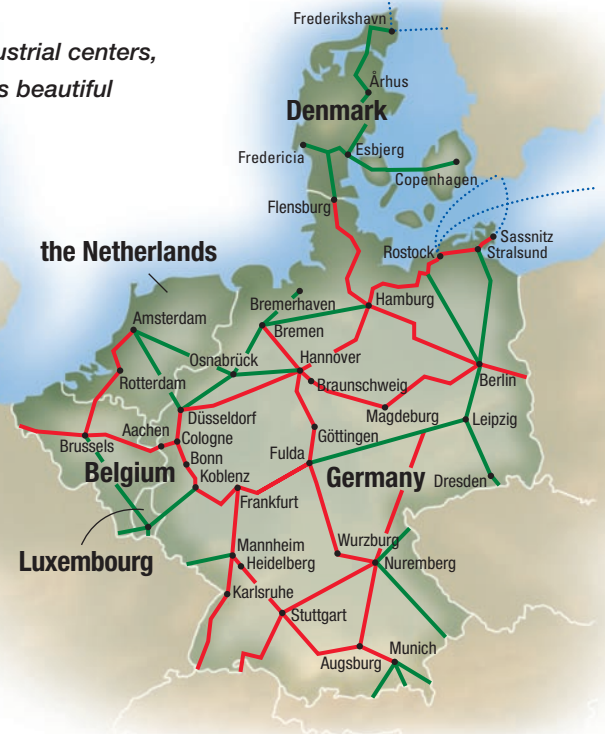 Frederikshavn
ustrial centers,
s beautiful
Århus
Denmark
Fredericia
Esbjerg
Copenhagen
Flensburg
the Netherlands
Rostock
Sassnitz
Stralsund
Bremerhaven
Hamburg
Amsterdam
Bremen
Osnabrück
Hannover
Rotterdam
Braunschweig
Berlin
Düsseldorf
Magdeburg
Leipzig
Brussels
Aachen
Cologne
Göttingen
Bonn
Fulda
Belgium
Koblenz
Germany
Dresden
Frankfurt
Luxembourg
Mannheim
Wurzburg
Heidelberg
Nuremberg
Karlsruhe
Stuttgart
Augsburg
Munich